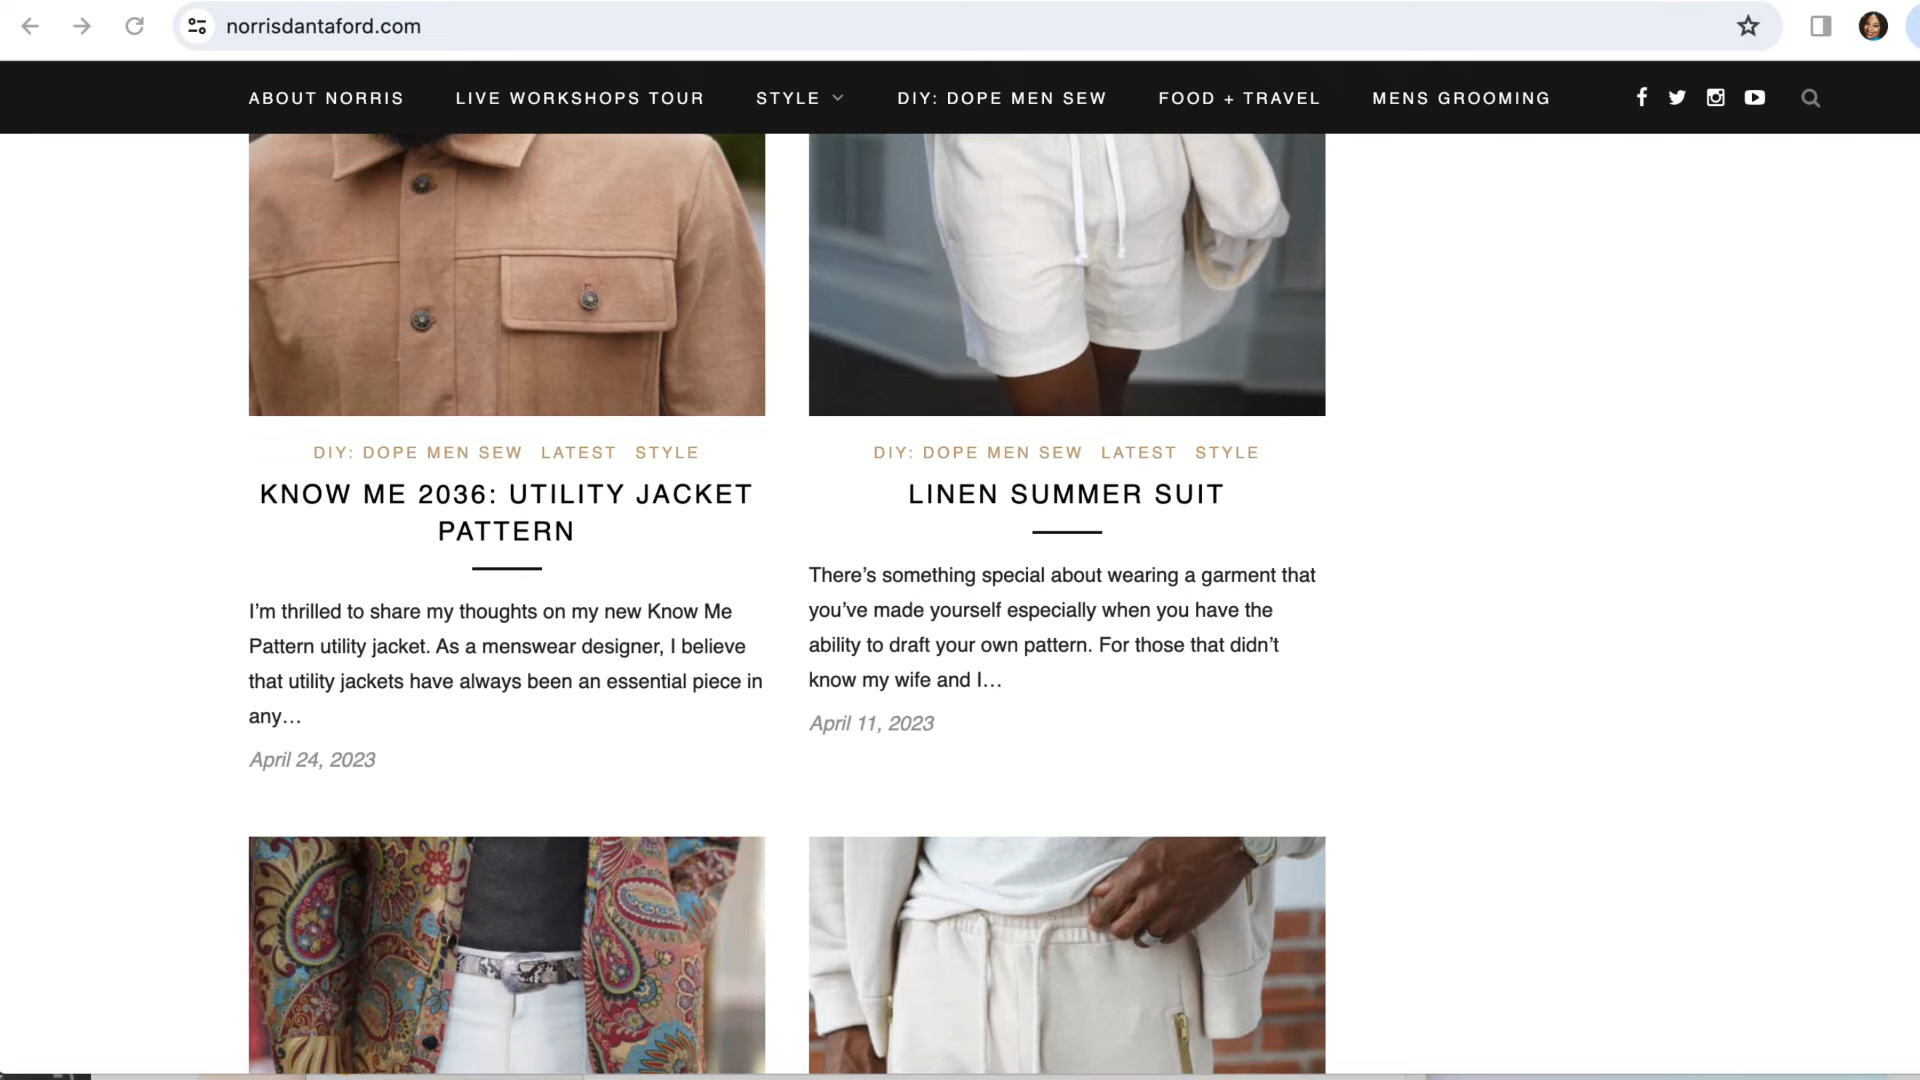 norrisdantaford.com
ABOUT NORRIS LIVE WORKSHOPS TOUR STYLE DIY: DOPE MEN SEW FOOD + TRAVEL MENS GROOMING
DIY: DOPE MEN SEW LATEST STYLE
KNOW ME 2036: UTILITY JACKET
PATTERN
I’m thrilled to share my thoughts on my new Know Me
Pattern utility jacket. As a menswear designer, I believe
that utility jackets have always been an essential piece in
any…
April 24, 2023
DIY: DOPE MEN SEW LATEST STYLE
LINEN SUMMER SUIT
There’s something special about wearing a garment that
you’ve made yourself especially when you have the
ability to draft your own pattern. For those that didn’t
know my wife and I…
April 11, 2023